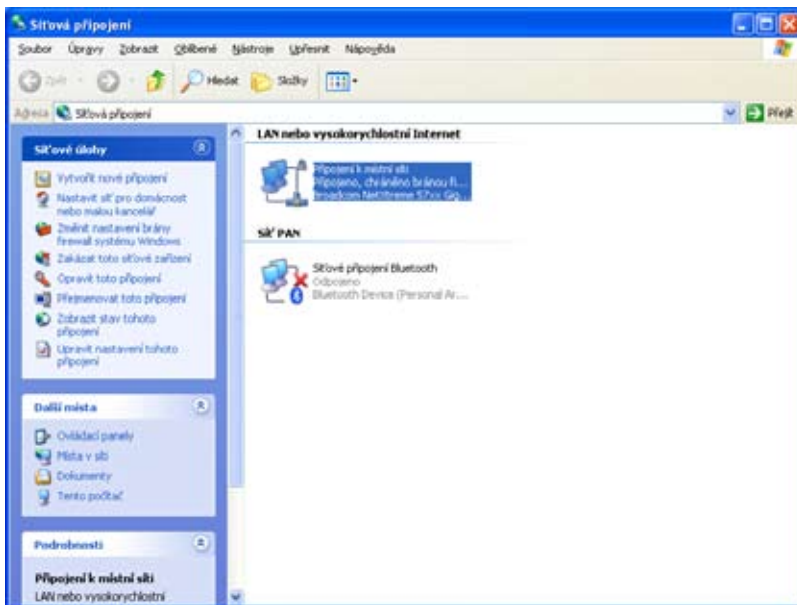 Síťová připojení
Soubor Úpravy Zobrazit Oblíbené Nástroje Upřesnit Nápověda
Zpět Hledat Složky
Adresa Síťová připojení Přejít
Síťové úlohy
Vytvořit nové připojení
Nastavit síť pro domácnost
nebo malou kancelář
Změnit nastavení brány
firewall systému Windows
Zakázat toto síťové zařízení
Opravit toto připojení
Přejmenovat toto připojení
Zobrazit stav tohoto
připojení
Upravit nastavení tohoto
připojení
Další místa
Ovládací panely
Místa v síti
Dokumenty
Tento počítač
Podrobnosti
Připojení k místní síti
LAN nebo vysokorychlostní
LAN nebo vysokorychlostní Internet
Připojení k místní síti
Připojeno, chráněno bránou fi...
Broadcom NetXtreme 57xx Gig...
Síť PAN
Síťové připojení Bluetooth
Odpojeno
Bluetooth Device (Personal Ar...